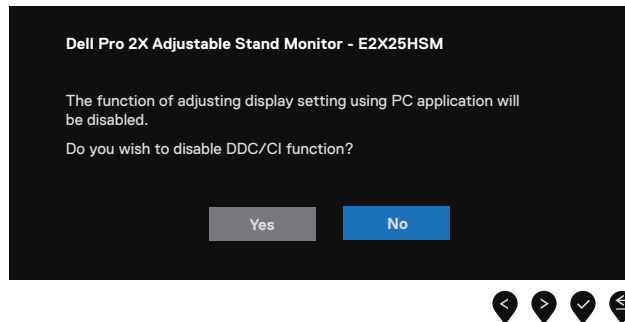 Dell Pro 2X Adjustable Stand Monitor - E2X25HSM
The function of adjusting display setting using PC application will
be disabled.
Do you wish to disable DDC/CI function?
Yes No